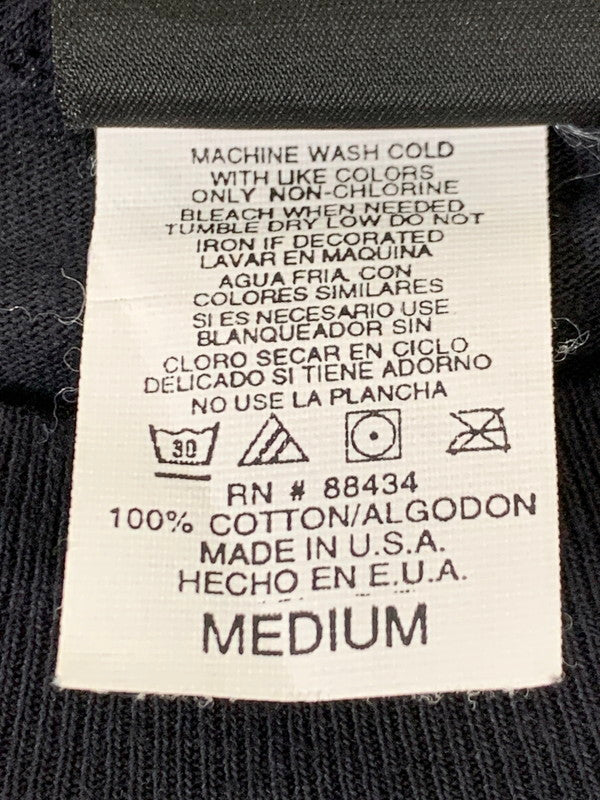 MACHINE WASH COLD
WITH LIKE COLORS
ONLY NON-CHLORINE
BLEACH WHEN NEEDED
TUMBLE DRY LOW DO NOT
IRON IF DECORATED
LAVAR EN MAQUINA
AGUA FRIA CON
COLORES SIMILARES
SI ES NECESARIO USE
BLANQUEADOR SIN
CLORO SECAR EN CICLO
DELICADO SI TIENE ADORNO
NO USE LA PLANCHA
30
RN # 88434
100% COTTON/ALGODON
MADE IN U.S.A.
HECHO EN E.U.A.
MEDIUM